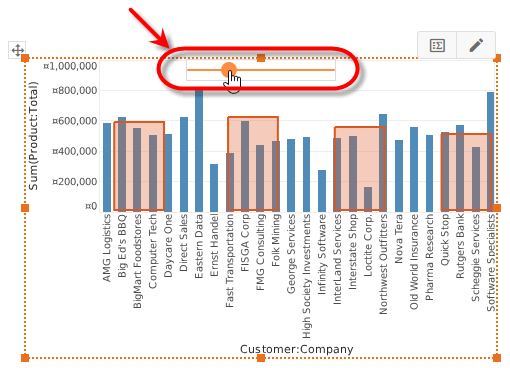 ¤1,000,000
¤800,000
¤600,000
¤400,000
¤200,000
¤0
Sum(Product:Total)
AMG Logistics
Big Ed's BBQ
BigMart Foodstores
Computer Tech
Daycare One
Direct Sales
Eastern Data
Ernst Handel
Fast Transportation
FISGA Corp
FMG Consulting
Folk Mining
George Services
High Society Investments
Infinity Software
InterLand Services
Interstate Shop
Loctite Corp.
Northwest Outfitters
Nova Tera
Old World Insurance
Pharma Research
Quick Stop
Rutgers Bank
Scheggie Services
Software Specialists
Customer:Company